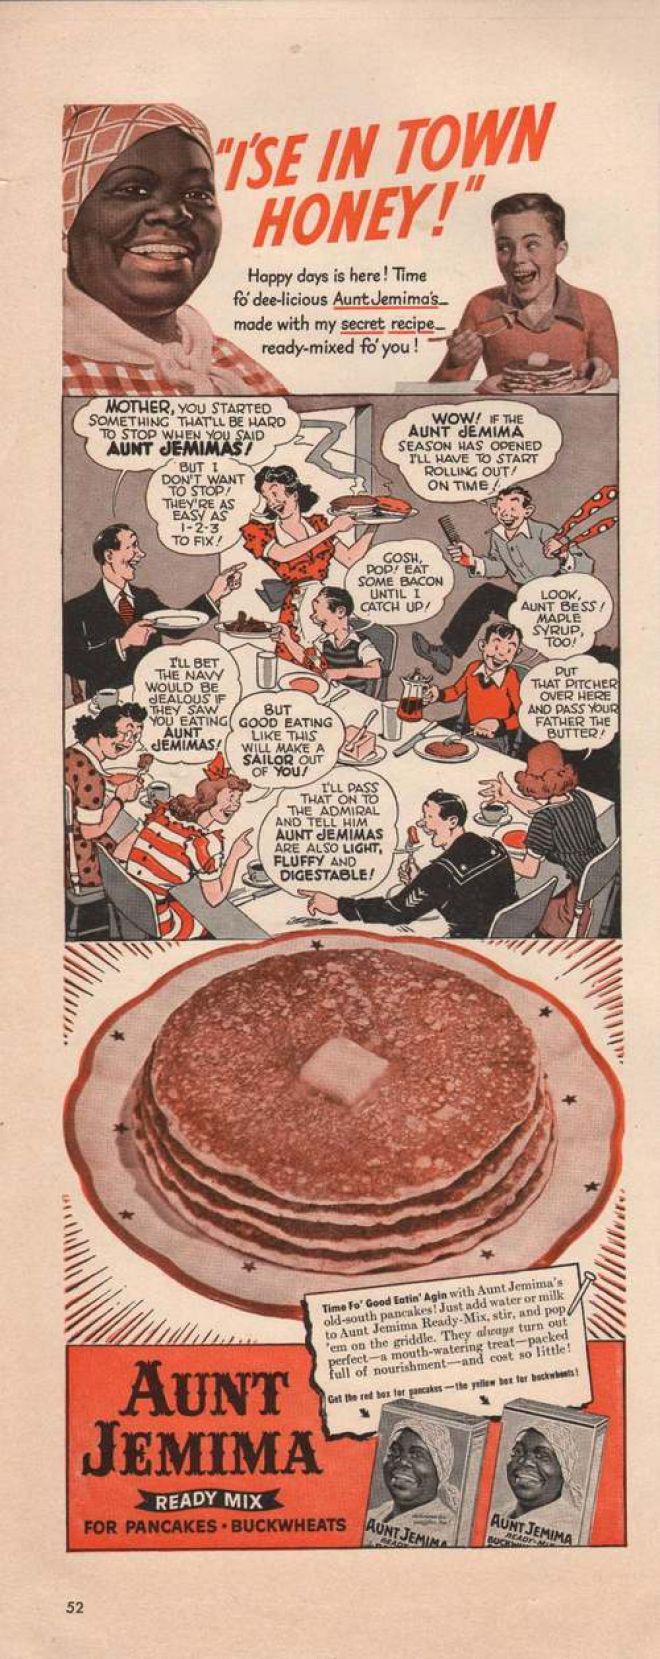 "I'SE IN TOWN
HONEY!"
Happy days is here! Time
fo' dee-licious Aunt Jemima's—
made with my secret recipe—
ready-mixed fo' you!
MOTHER, YOU STARTED
SOMETHING THAT'LL BE HARD
TO STOP WHEN YOU SAID
AUNT JEMIMAS!
BUT I
DON'T WANT
TO STOP!
THEY'RE AS
EASY AS
1-2-3
TO FIX!
WOW! IF THE
AUNT JEMIMA
SEASON HAS OPENED
I'LL HAVE TO START
ROLLING OUT
ON TIME!
GOSH,
POP! EAT
SOME BACON
UNTIL I
CATCH UP!
LOOK,
AUNT BESS!
MAPLE
SYRUP,
TOO!
PUT
THAT PITCHER
OVER HERE
AND PASS YOUR
FATHER THE
BUTTER!
I'LL BET
THE NAVY
WOULD BE
JEALOUS IF
THEY SAW
YOU EATING
AUNT
JEMIMAS!
BUT
GOOD EATING
LIKE THIS
WILL MAKE A
SAILOR OUT
OF YOU!
I'LL PASS
THAT ON TO
THE ADMIRAL
AND TELL HIM
AUNT JEMIMAS
ARE ALSO LIGHT,
FLUFFY AND
DIGESTABLE!
Time Fo' Good Eatin' Agin with Aunt Jemima's
old-south pancakes! Just add water or milk
to Aunt Jemima Ready-Mix, stir, and pop
'em on the griddle. They always turn out
perfect—a mouth-watering treat—packed
full of nourishment—and cost so little!
Get the red box for pancakes—the yellow box for buckwheats!
AUNT
JEMIMA
READY MIX
FOR PANCAKES • BUCKWHEATS
AUNT JEMIMA
AUNT JEMIMA
READY-MIX
52